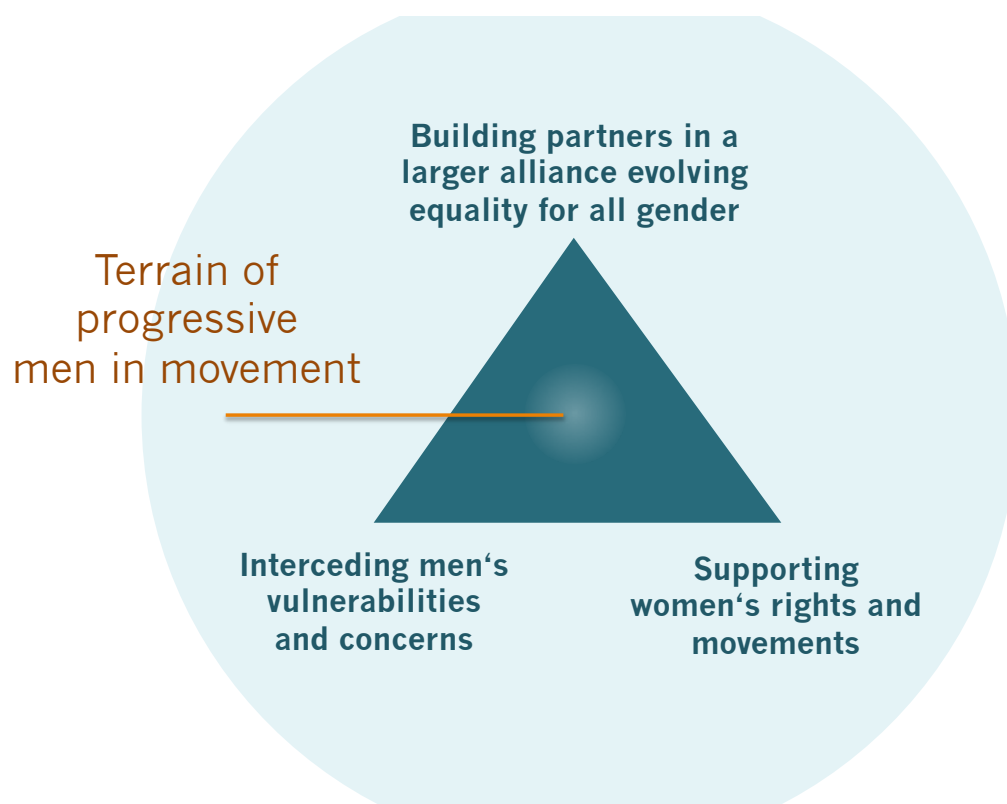 Building partners in a
larger alliance evolving
equality for all gender
Terrain of
progressive
men in movement
Interceding men‘s
vulnerabilities
and concerns
Supporting
women‘s rights and
movements